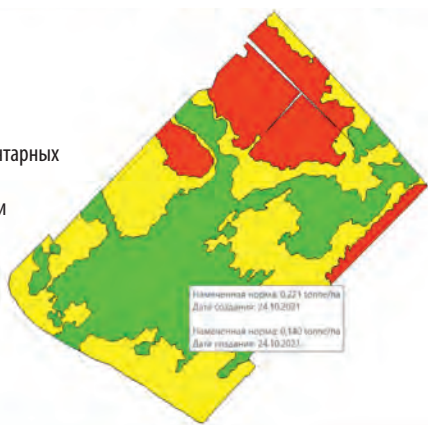 тарных
и
Намеченная норма: 0,221 tonne/ha
Дата создания: 24.10.2021
Намеченная норма: 0,140 tonne/ha
Дата создания: 24.10.2021